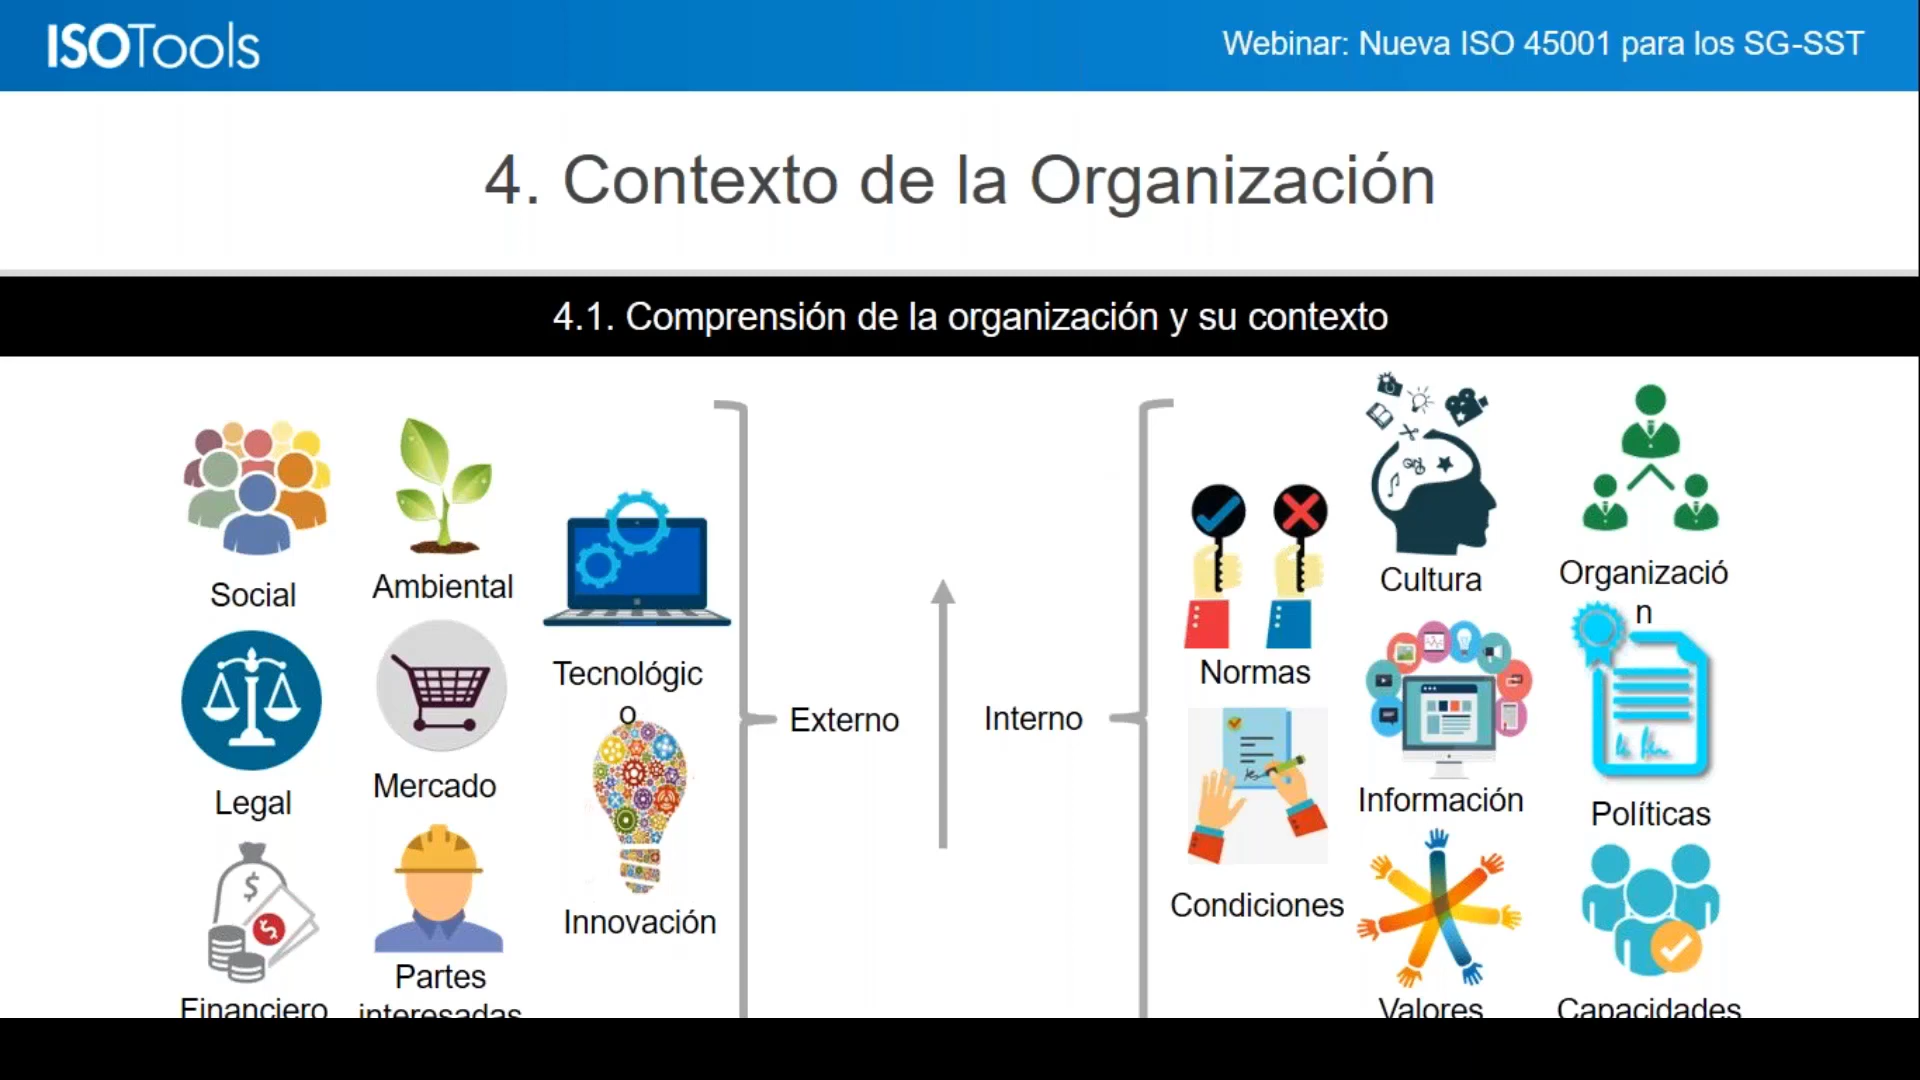 ISOTools
Webinar: Nueva ISO 45001 para los SG-SST
4. Contexto de la Organización
4.1. Comprensión de la organización y su contexto
Social
Ambiental
Tecnológic
o
Legal
Mercado
Innovación
Financiero
Partes
interesadas
Externo
Interno
Normas
Cultura
Organizació
n
Condiciones
Información
Políticas
Valores
Capacidades